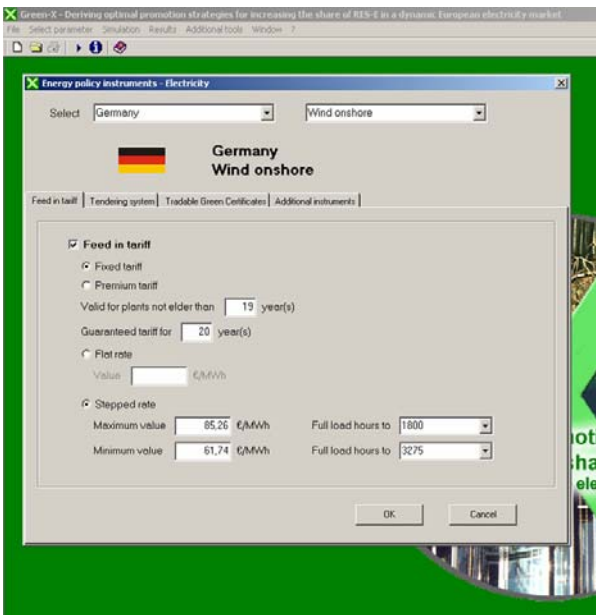 Green-X - Deriving optimal promotion strategies for increasing the share of RES-E in a dynamic European electricity market
File Select parameter Simulation Results Additional tools Window ?
Energy policy instruments - Electricity
Select Germany Wind onshore
Germany
Wind onshore
Feed in tariff Tendering system Tradable Green Certificates Additional instruments
Feed in tariff
Fixed tariff
Premium tariff
Valid for plants not elder than 19 year(s)
Guaranteed tariff for 20 year(s)
Flat rate
Value €/MWh
Stepped rate
Maximum value 85,26 €/MWh Full load hours to 1800
Minimum value 61,74 €/MWh Full load hours to 3275
OK Cancel